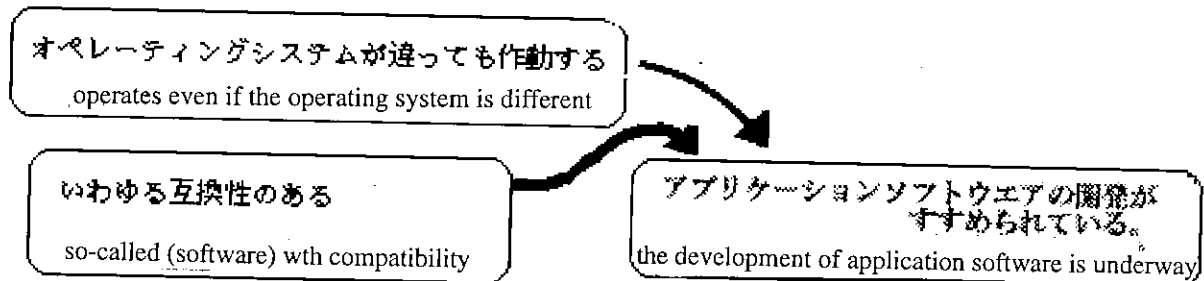 オペレーティングシステムが違っても作動する
operates even if the operating system is different
いわゆる互換性のある
so-called (software) wth compatibility
アプリケーションソフトウエアの開発が
すすめられている。
the development of application software is underway